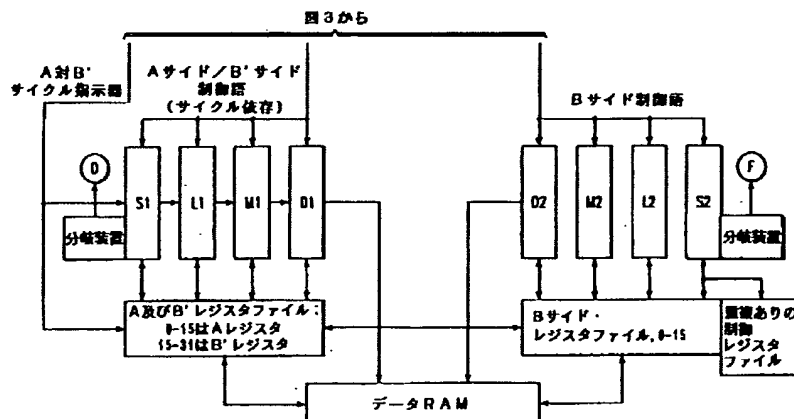 図3から
A対B'
サイクル指示器
Aサイド／B'サイド
制御語
(サイクル依存)
Bサイド制御語
D
F
S1
L1
M1
D1
D2
M2
L2
S2
分岐装置
分岐装置
A及びB'レジスタファイル；
0-15はAレジスタ
15-31はB'レジスタ
Bサイド・
レジスタファイル,0-15
重複ありの
制御
レジスタ
ファイル
データRAM